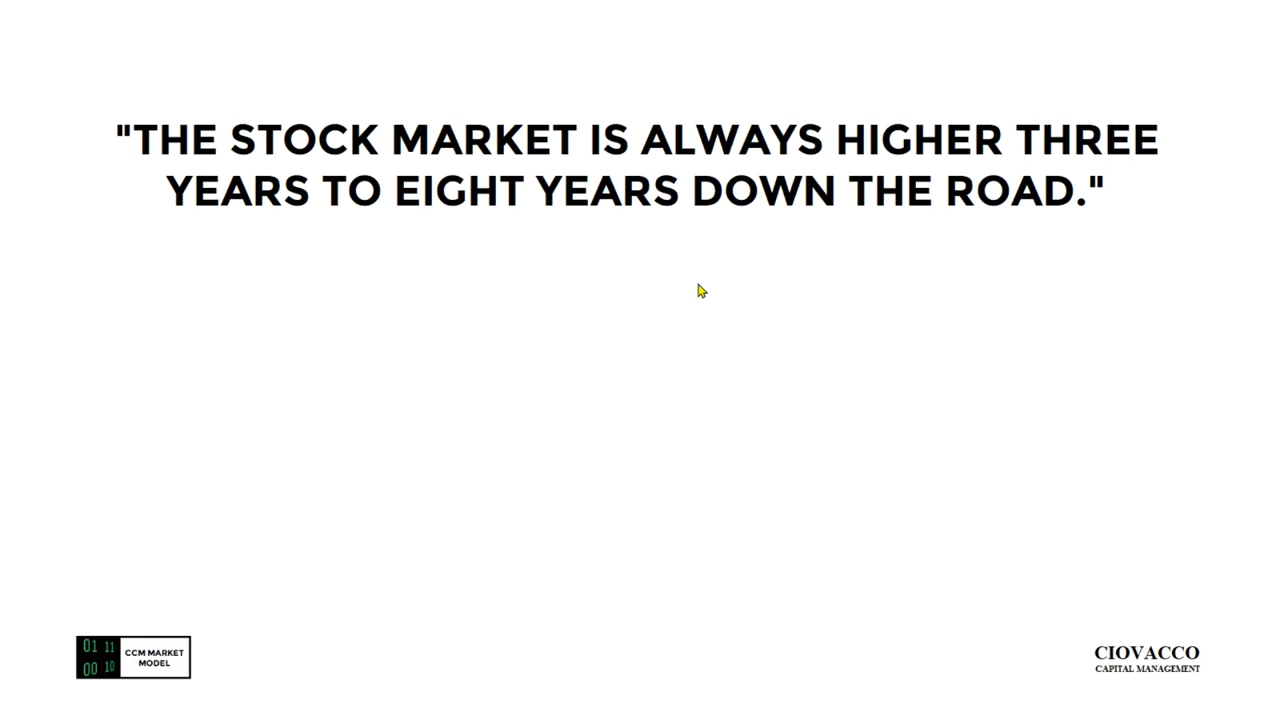 "THE STOCK MARKET IS ALWAYS HIGHER THREE
YEARS TO EIGHT YEARS DOWN THE ROAD."
01 11
00 10
CCM MARKET
MODEL
CIOVACCO
CAPITAL MANAGEMENT